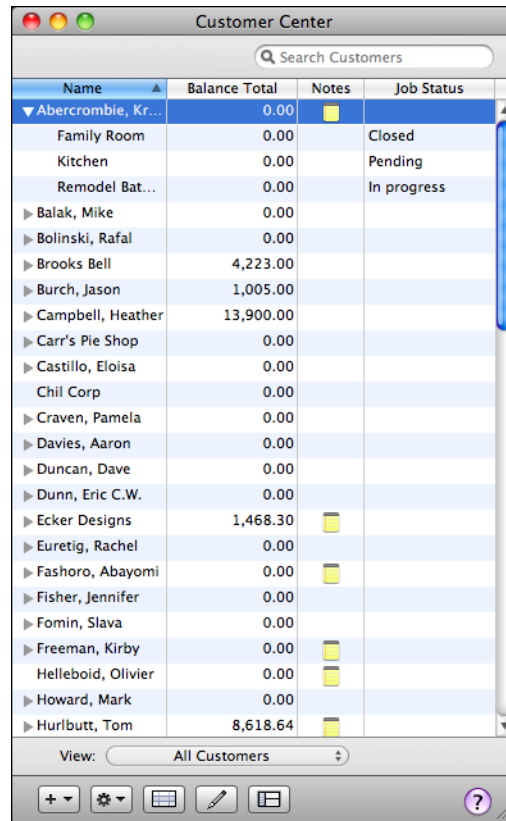 Customer Center
Search Customers
Name Balance Total Notes Job Status
Abercrombie, Kr... 0.00
Family Room 0.00 Closed
Kitchen 0.00 Pending
Remodel Bat... 0.00 In progress
Balak, Mike 0.00
Bolinski, Rafal 0.00
Brooks Bell 4,223.00
Burch, Jason 1,005.00
Campbell, Heather 13,900.00
Carr's Pie Shop 0.00
Castillo, Eloisa 0.00
Chil Corp 0.00
Craven, Pamela 0.00
Davies, Aaron 0.00
Duncan, Dave 0.00
Dunn, Eric C.W. 0.00
Ecker Designs 1,468.30
Euretig, Rachel 0.00
Fashoro, Abayomi 0.00
Fisher, Jennifer 0.00
Fomin, Slava 0.00
Freeman, Kirby 0.00
Helleboid, Olivier 0.00
Howard, Mark 0.00
Hurlbutt, Tom 8,618.64
View: All Customers
?